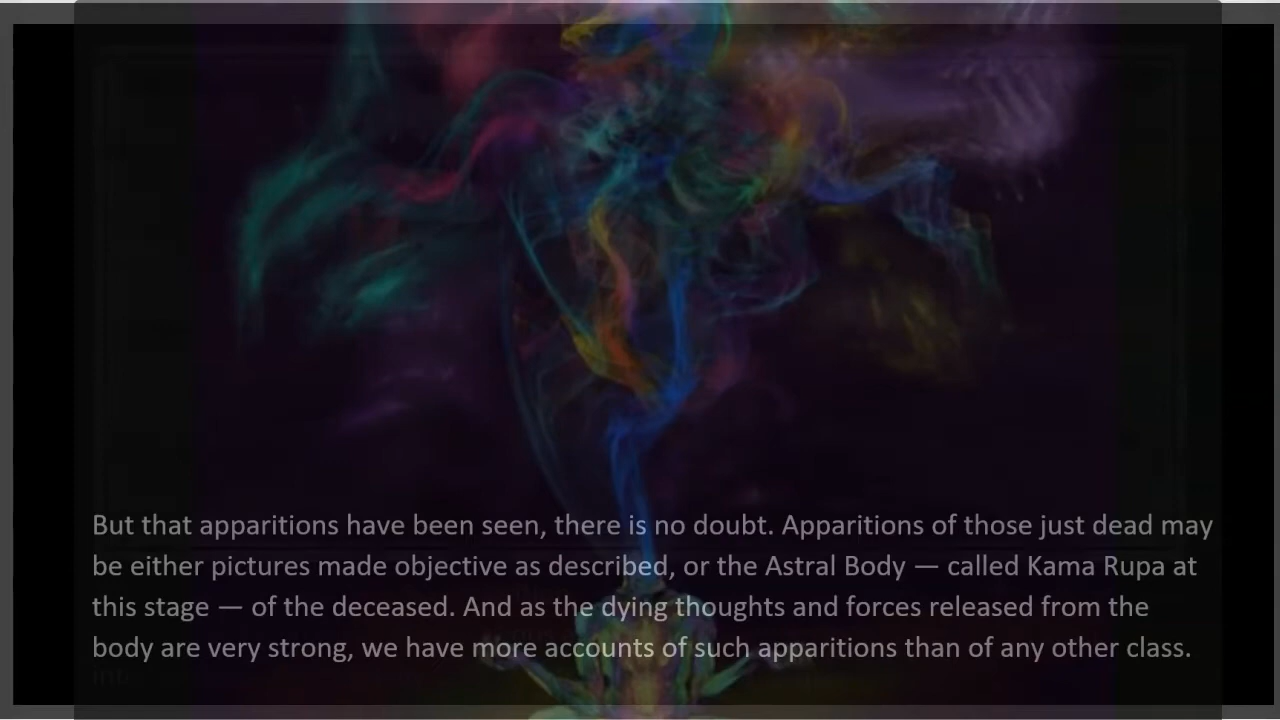 But that apparitions have been seen, there is no doubt. Apparitions of those just dead may
be either pictures made objective as described, or the Astral Body — called Kama Rupa at
this stage — of the deceased. And as the dying thoughts and forces released from the
body are very strong, we have more accounts of such apparitions than of any other class.